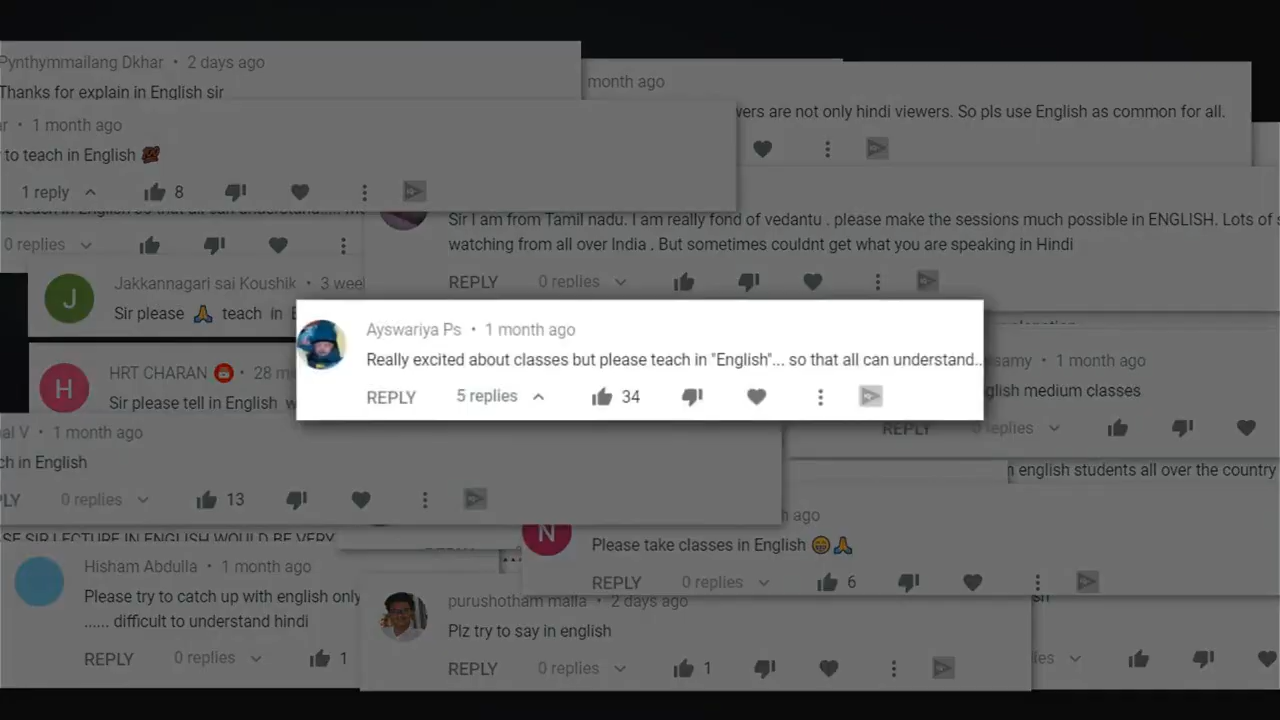 Pynthymmailang Dkhar • 2 days ago
Thanks for explain in English sir
month ago
ers are not only hindi viewers. So pls use English as common for all.
1 month ago
to teach in English 💯
1 reply 8
0 replies
Sir I am from Tamil nadu. I am really fond of vedantu . please make the sessions much possible in ENGLISH. Lots of
watching from all over India . But sometimes couldnt get what you are speaking in Hindi
REPLY 0 replies
J
Jakkannagari sai Koushik • 3
Sir please 🙏 teach in
Ayswariya Ps • 1 month ago
Really excited about classes but please teach in "English"... so that all can understand..
REPLY 5 replies 34
H
HRT CHARAN • 28
Sir please tell in English
samy • 1 month ago
glish medium classes
REPLY 0 replies
al V • 1 month ago
ch in English
LY 0 replies 13
english students all over the country
SE SIR LECTURE IN ENGLISH WOULD BE VERY
N
ago
Please take classes in English 😁🙏
REPLY 0 replies 6
Hisham Abdulla • 1 month ago
Please try to catch up with english only
...... difficult to understand hindi
REPLY 0 replies 1
purushotham malla • 2 days ago
Plz try to say in english
REPLY 0 replies 1